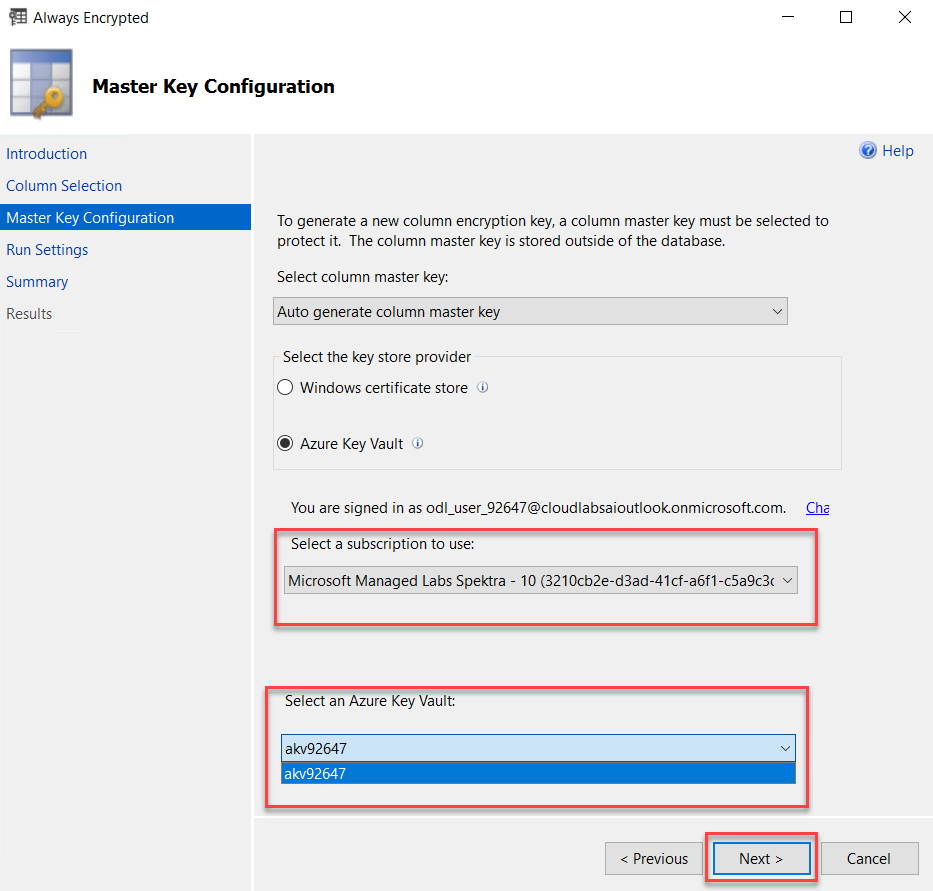 Always Encrypted
Master Key Configuration
Introduction
Column Selection
Master Key Configuration
Run Settings
Summary
Results
Help
To generate a new column encryption key, a column master key must be selected to
protect it.  The column master key is stored outside of the database.
Select column master key:
Auto generate column master key
Select the key store provider
Windows certificate store
Azure Key Vault
You are signed in as odl_user_92647@cloudlabsaioutlook.onmicrosoft.com. Cha
Select a subscription to use:
Microsoft Managed Labs Spektra - 10 (3210cb2e-d3ad-41cf-a6f1-c5a9c3c
Select an Azure Key Vault:
akv92647
akv92647
< Previous
Next >
Cancel